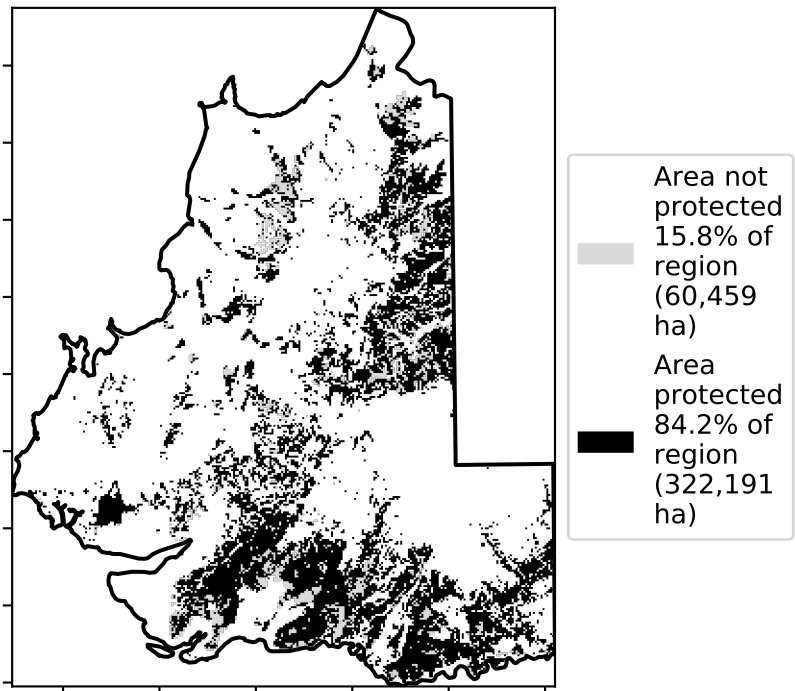 Area not
protected
15.8% of
region
(60,459
ha)
Area
protected
84.2% of
region
(322,191
ha)